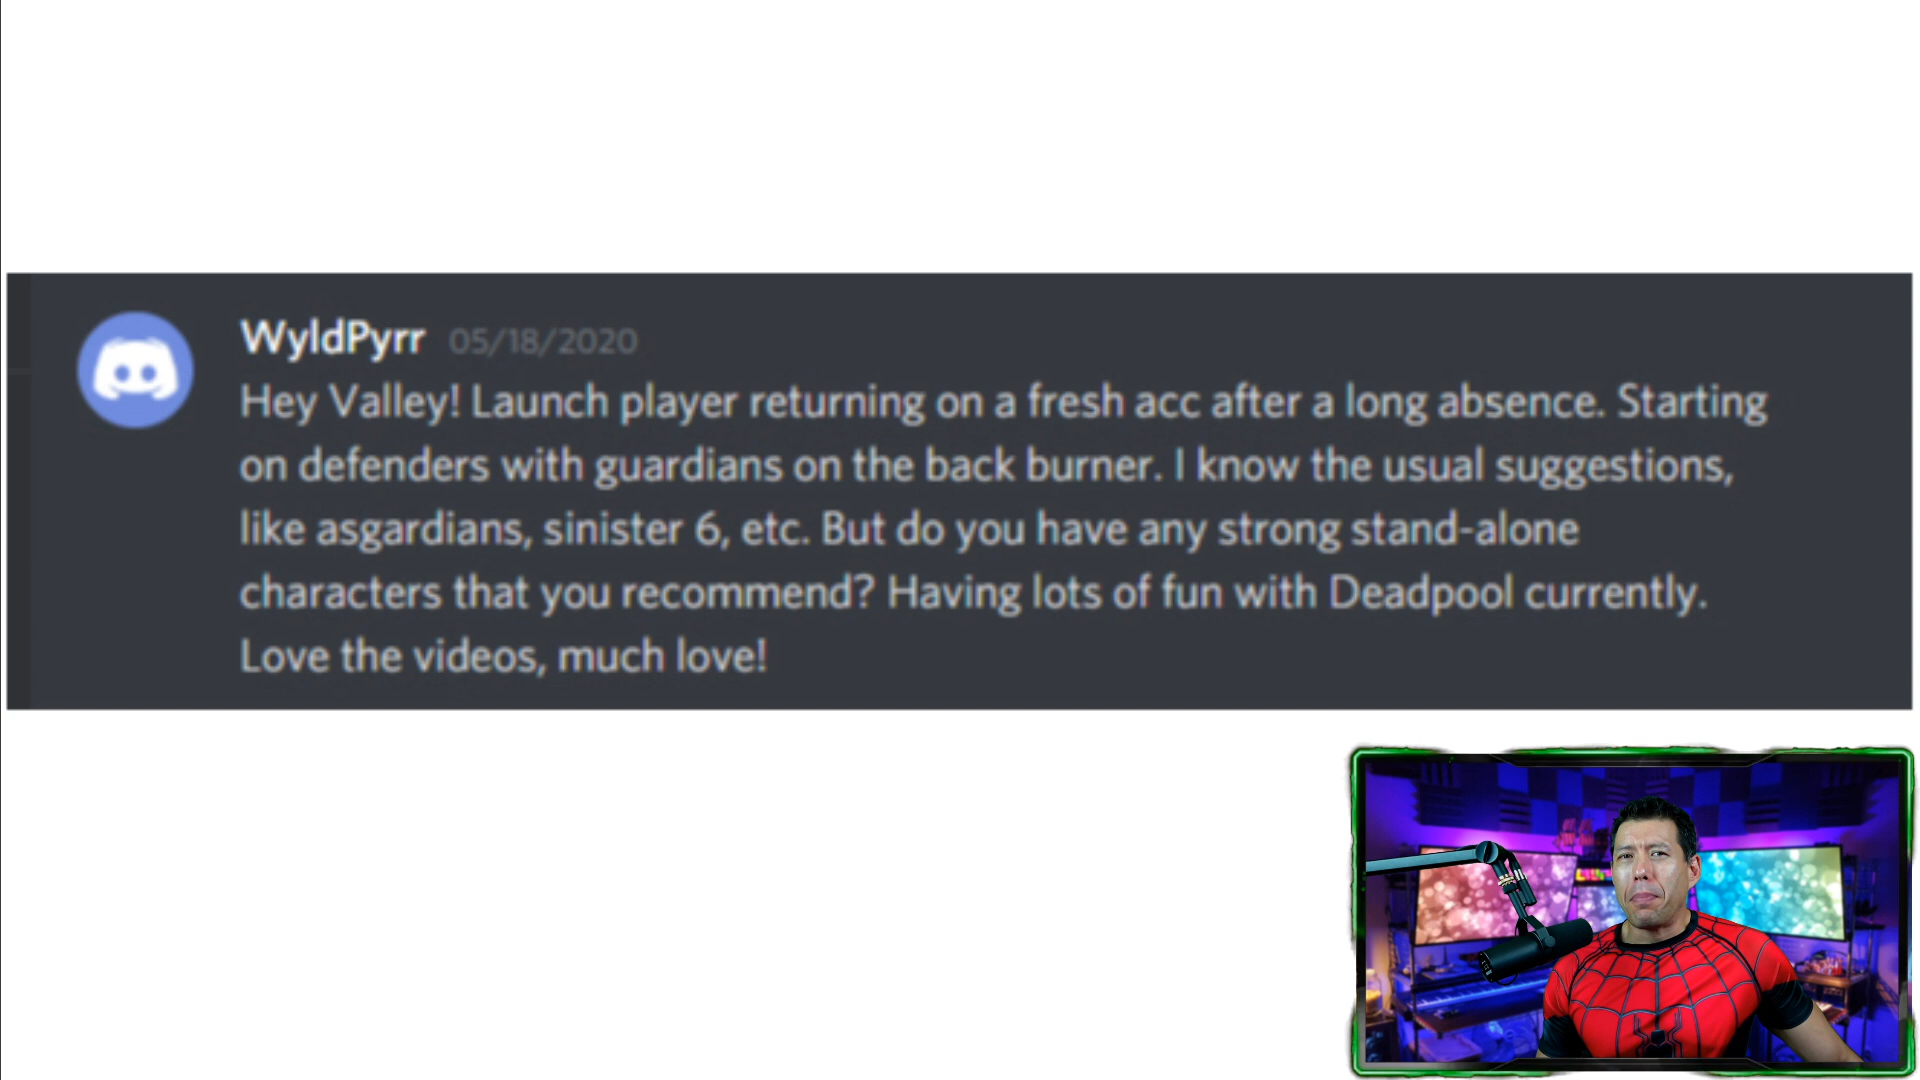 WyldPyrr 05/18/2020
Hey Valley! Launch player returning on a fresh acc after a long absence. Starting
on defenders with guardians on the back burner. I know the usual suggestions,
like asgardians, sinister 6, etc. But do you have any strong stand-alone
characters that you recommend? Having lots of fun with Deadpool currently.
Love the videos, much love!